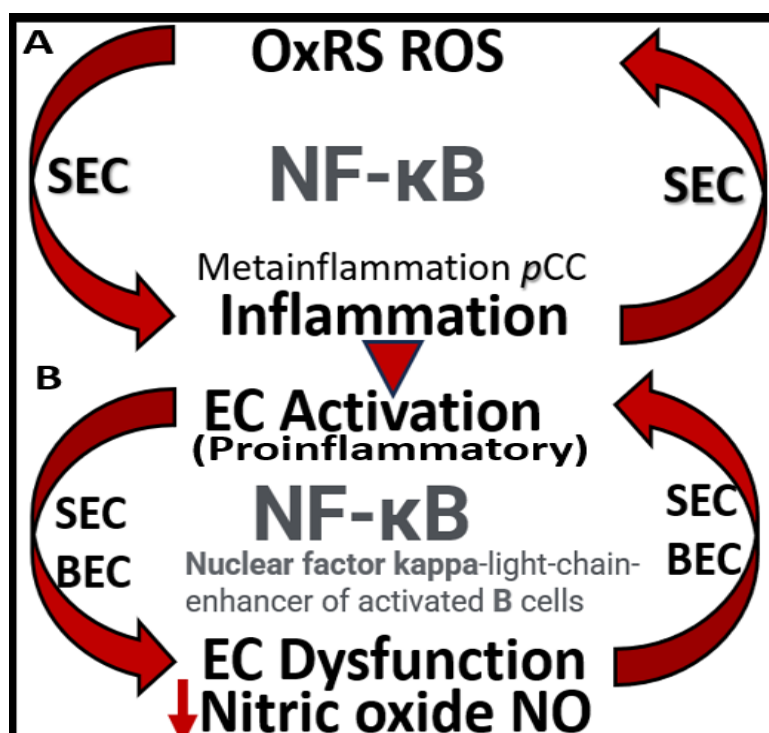 A
OxRS ROS
SEC
NF-κB
SEC
Metainflammation pCC
Inflammation
B
EC Activation
(Proinflammatory)
SEC
BEC
NF-κB
SEC
BEC
Nuclear factor kappa-light-chain-
enhancer of activated B cells
EC Dysfunction
Nitric oxide NO